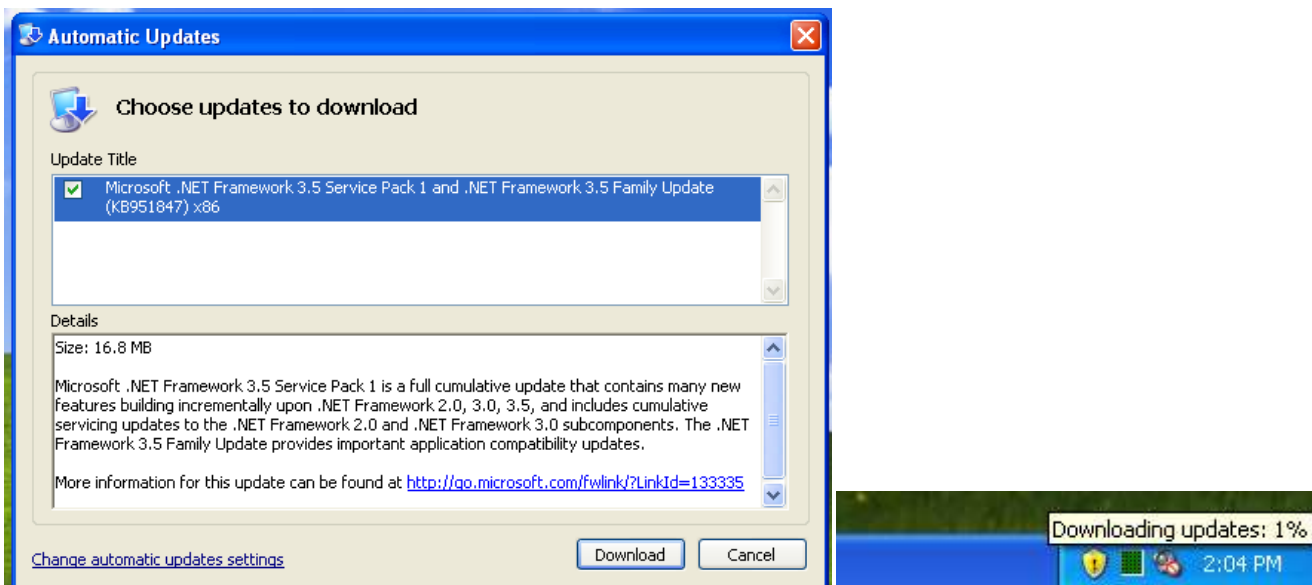 Automatic Updates
Choose updates to download
Update Title
Microsoft .NET Framework 3.5 Service Pack 1 and .NET Framework 3.5 Family Update
(KB951847) x86
Details
Size: 16.8 MB
Microsoft .NET Framework 3.5 Service Pack 1 is a full cumulative update that contains many new
features building incrementally upon .NET Framework 2.0, 3.0, 3.5, and includes cumulative
servicing updates to the .NET Framework 2.0 and .NET Framework 3.0 subcomponents. The .NET
Framework 3.5 Family Update provides important application compatibility updates.
More information for this update can be found at http://go.microsoft.com/fwlink/?LinkId=133335
Change automatic updates settings
Download
Cancel
Downloading updates: 1%
2:04 PM